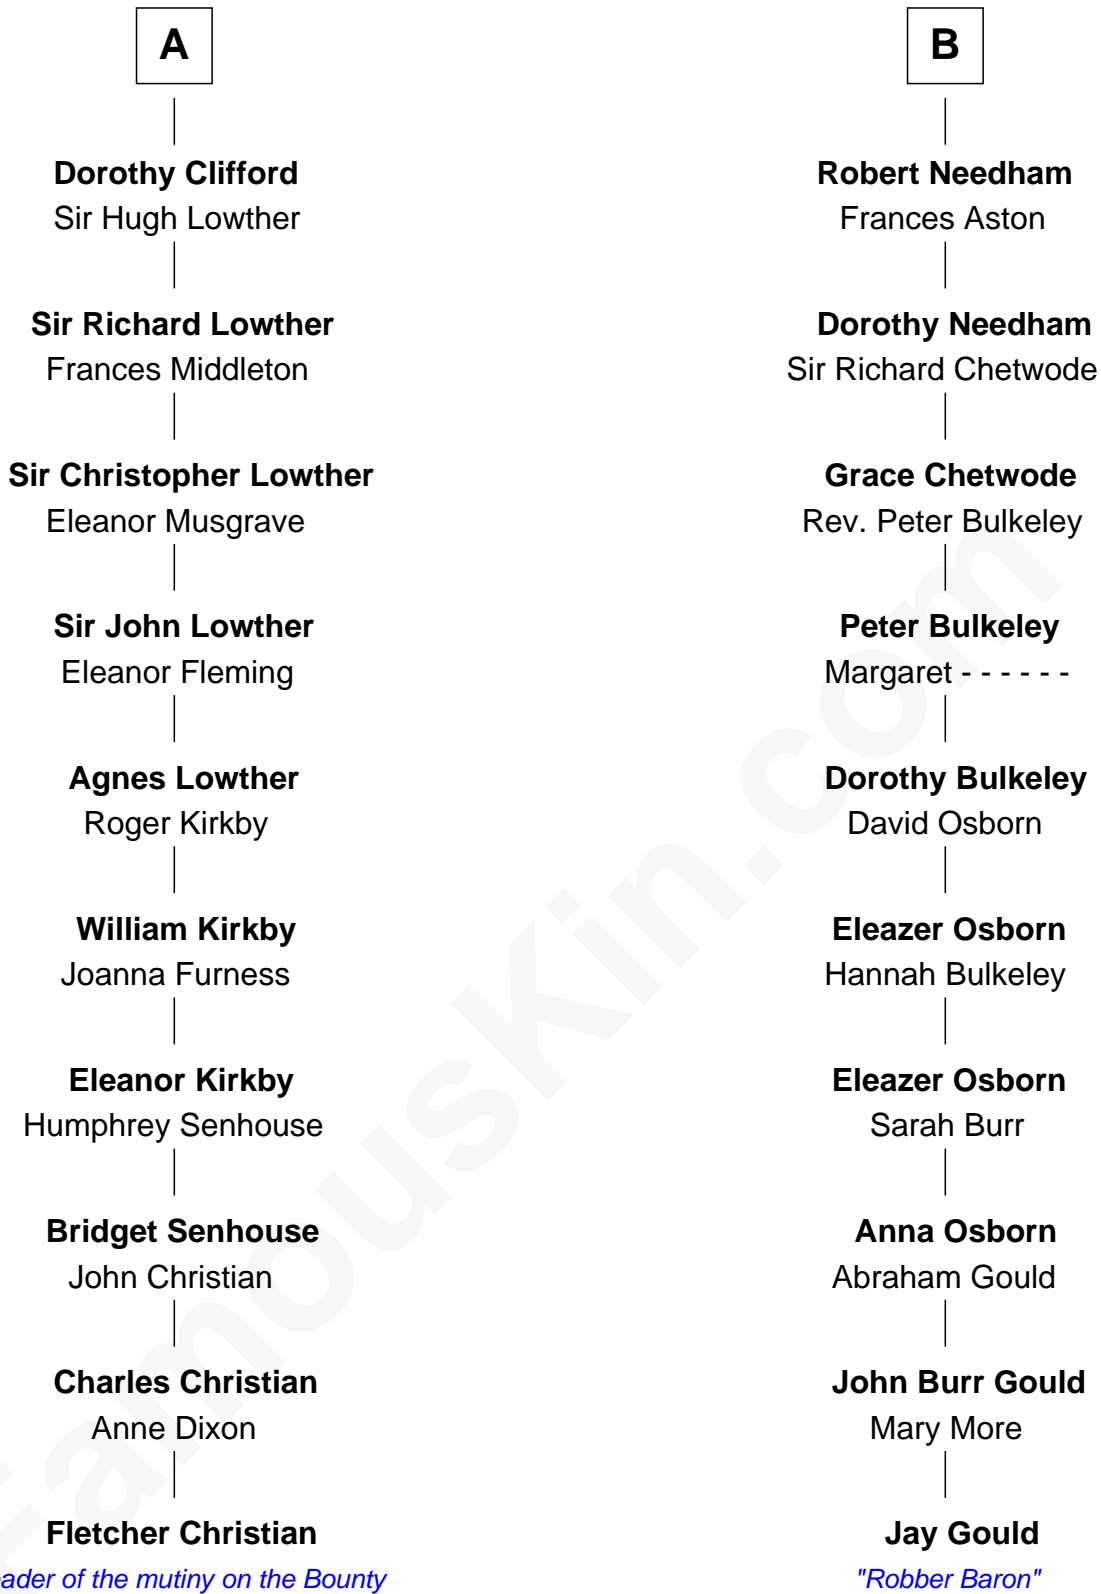 A
Dorothy Clifford
Sir Hugh Lowther
Sir Richard Lowther
Frances Middleton
Sir Christopher Lowther
Eleanor Musgrave
Sir John Lowther
Eleanor Fleming
Agnes Lowther
Roger Kirkby
William Kirkby
Joanna Furness
Eleanor Kirkby
Humphrey Senhouse
Bridget Senhouse
John Christian
Charles Christian
Anne Dixon
Fletcher Christian
ader of the mutiny on the Bounty
B
Robert Needham
Frances Aston
Dorothy Needham
Sir Richard Chetwode
Grace Chetwode
Rev. Peter Bulkeley
Peter Bulkeley
Margaret - - - - - -
Dorothy Bulkeley
David Osborn
Eleazer Osborn
Hannah Bulkeley
Eleazer Osborn
Sarah Burr
Anna Osborn
Abraham Gould
John Burr Gould
Mary More
Jay Gould
"Robber Baron"
FamousKin.com